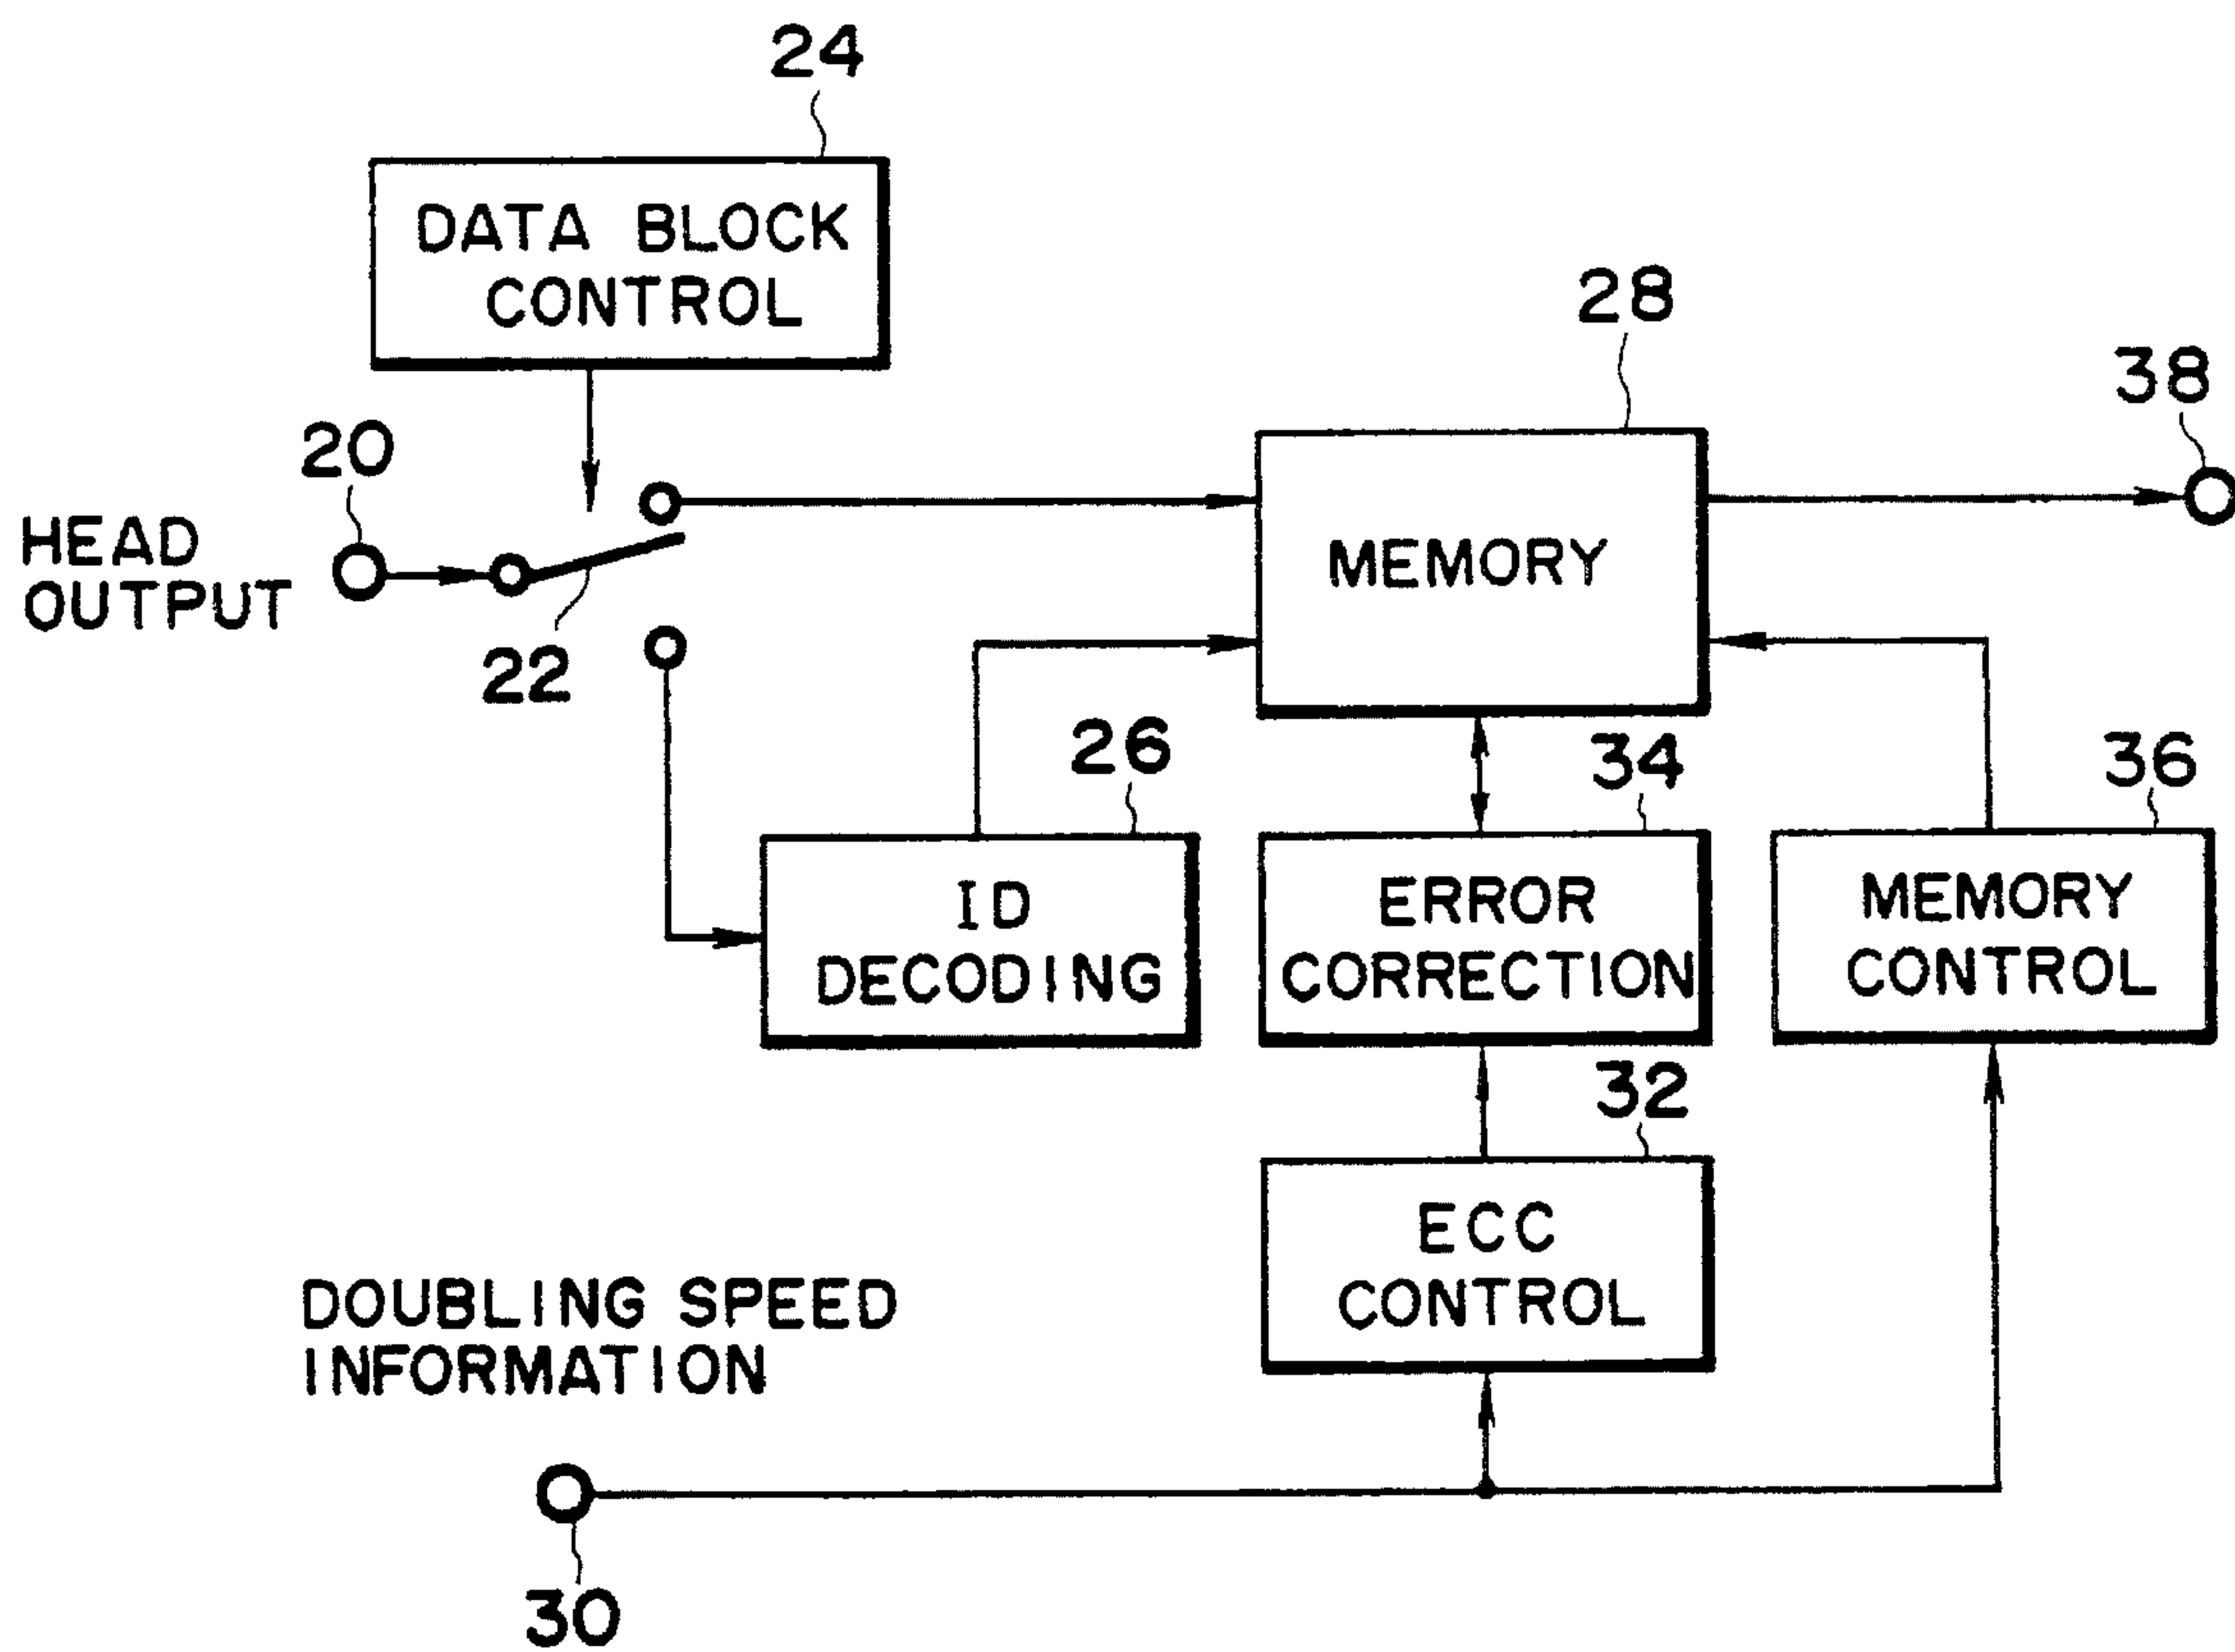 24
DATA BLOCK
CONTROL
28
38
20
HEAD
OUTPUT
22
MEMORY
26
34
36
ID
DECODING
ERROR
CORRECTION
MEMORY
CONTROL
32
ECC
CONTROL
DOUBLING SPEED
INFORMATION
30